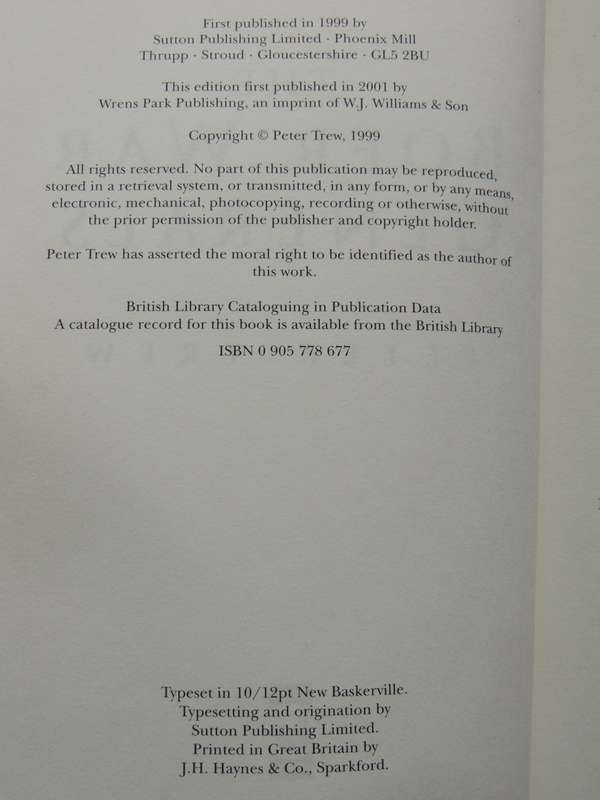 First published in 1999 by
Sutton Publishing Limited · Phoenix Mill
Thrupp · Stroud · Gloucestershire · GL5 2BU
This edition first published in 2001 by
Wrens Park Publishing, an imprint of W.J. Williams & Son
Copyright © Peter Trew, 1999
All rights reserved. No part of this publication may be reproduced,
stored in a retrieval system, or transmitted, in any form, or by any means,
electronic, mechanical, photocopying, recording or otherwise, without
the prior permission of the publisher and copyright holder.
Peter Trew has asserted the moral right to be identified as the author of
this work.
British Library Cataloguing in Publication Data
A catalogue record for this book is available from the British Library
ISBN 0 905 778 677
Typeset in 10/12pt New Baskerville.
Typesetting and origination by
Sutton Publishing Limited.
Printed in Great Britain by
J.H. Haynes & Co., Sparkford.